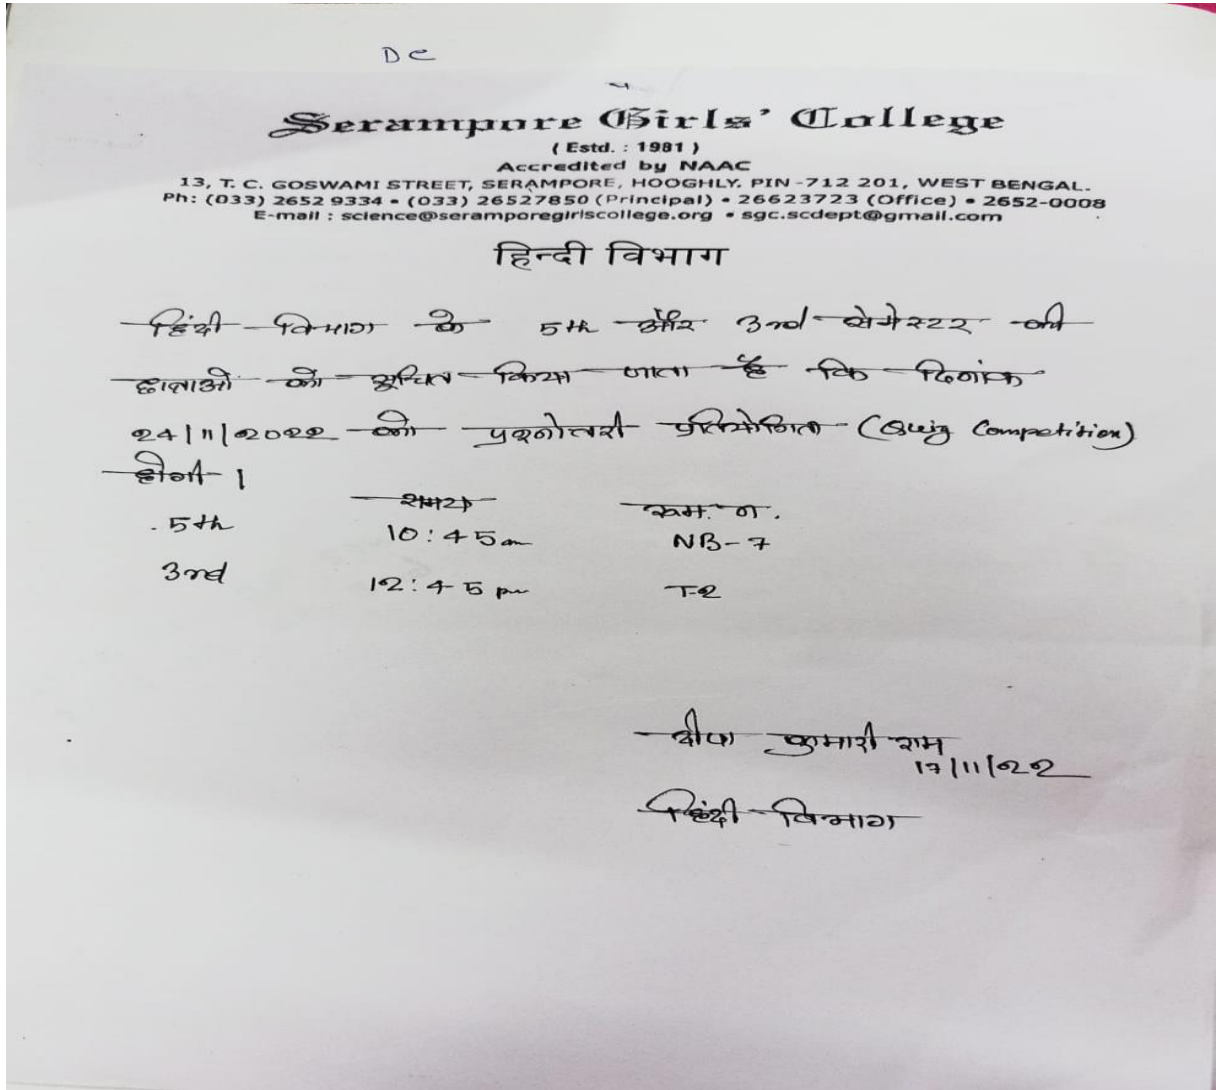 DC
Serampore Girls' College
( Estd. : 1981 )
Accredited by NAAC
13, T. C. GOSWAMI STREET, SERAMPORE, HOOGHLY. PIN -712 201, WEST BENGAL.
Ph: (033) 2652 9334 • (033) 26527850 (Principal) • 26623723 (Office) • 2652-0008
E-mail : science@seramporegirlscollege.org • sgc.scdept@gmail.com
हिन्दी विभाग
हिंदी विभाग के 5th और 3rd सेमेस्टर की
छात्राओं को सूचित किया जाता है कि दिनांक
24/11/2022 को प्रश्नोत्तरी प्रतियोगिता (Quiz Competition)
होगी।
समय रूम. न.
5th 10:45am NB-7
3rd 12:45 pm T-2
दीपा कुमारी राम
17/11/22
हिंदी विभाग